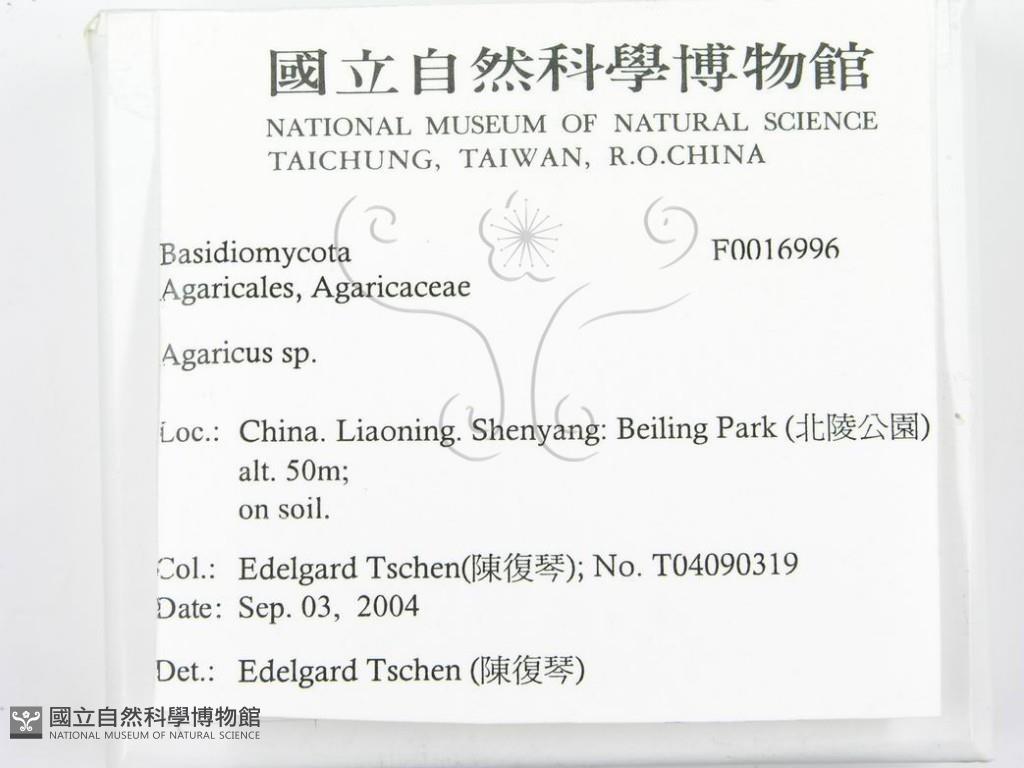 國立自然科學博物館
NATIONAL MUSEUM OF NATURAL SCIENCE
TAICHUNG, TAIWAN, R.O.CHINA
Basidiomycota F0016996
Agaricales, Agaricaceae
Agaricus sp.
Loc.: China. Liaoning. Shenyang: Beiling Park (北陵公園)
alt. 50m;
on soil.
Col.: Edelgard Tschen(陳復琴); No. T04090319
Date: Sep. 03, 2004
Det.: Edelgard Tschen (陳復琴)
國立自然科學博物館
NATIONAL MUSEUM OF NATURAL SCIENCE